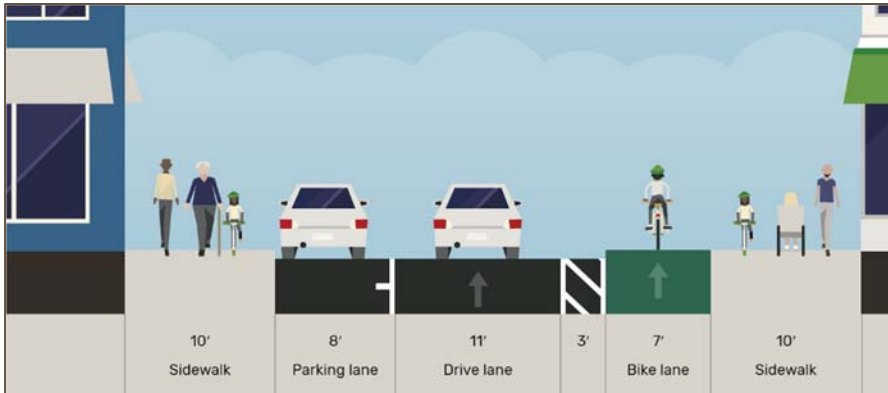 10′
Sidewalk
8′
Parking lane
11′
Drive lane
3′
7′
Bike lane
10′
Sidewalk